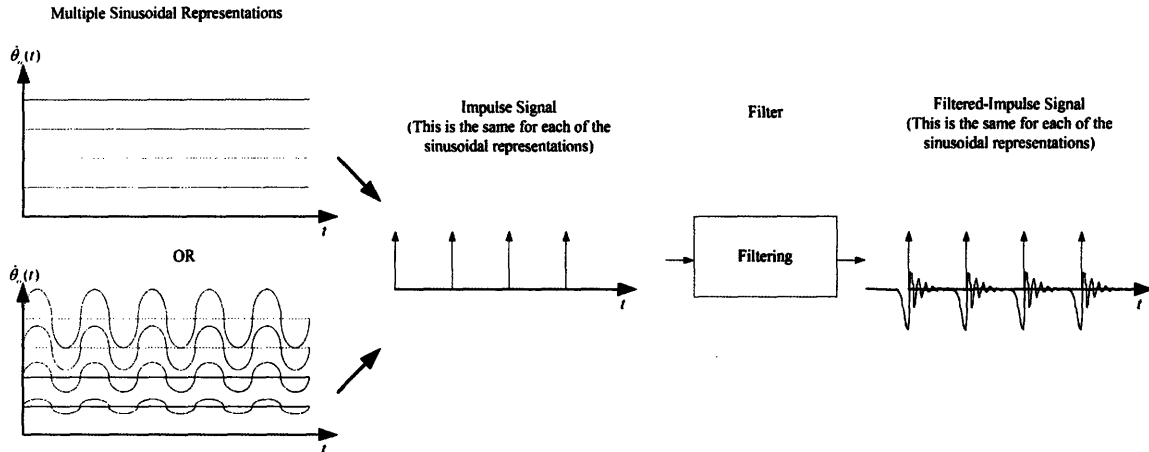 Multiple Sinusoidal Representations
t
OR
t
Impulse Signal
(This is the same for each of the
sinusoidal representations)
t
Filter
Filtering
Filtered-Impulse Signal
(This is the same for each of the
sinusoidal representations)
t